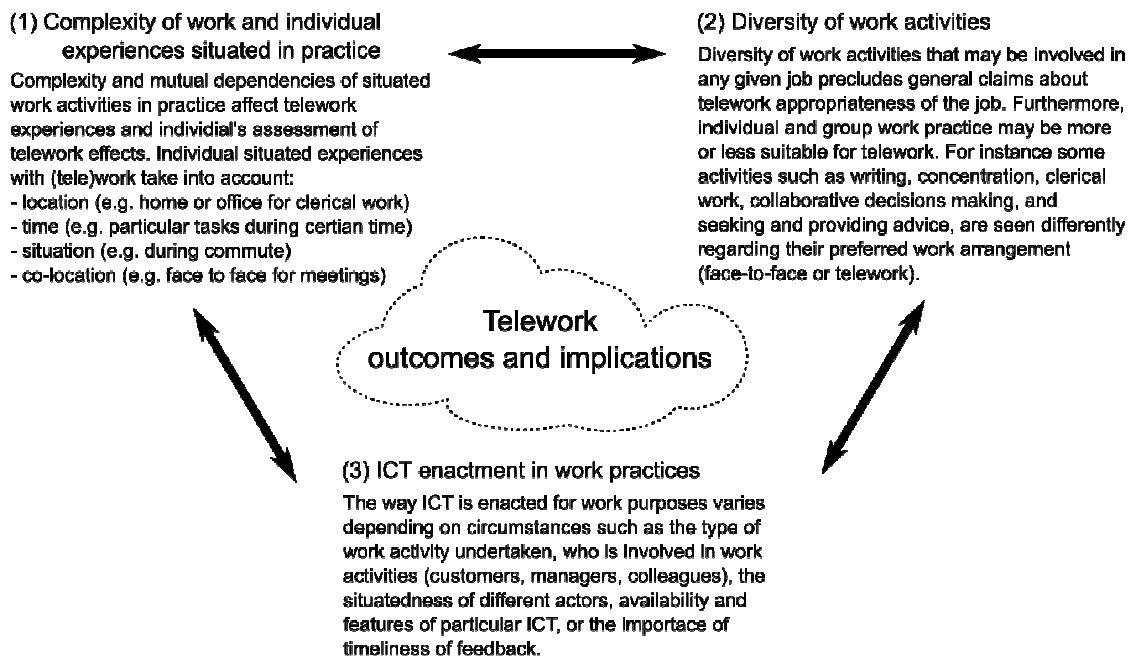 (1) Complexity of work and individual
experiences situated in practice
Complexity and mutual dependencies of situated
work activities in practice affect telework
experiences and individial's assessment of
telework effects. Individual situated experiences
with (tele)work take into account:
- location (e.g. home or office for clerical work)
- time (e.g. particular tasks during certian time)
- situation (e.g. during commute)
- co-location (e.g. face to face for meetings)
(2) Diversity of work activities
Diversity of work activities that may be involved in
any given job precludes general claims about
telework appropriateness of the job. Furthermore,
individual and group work practice may be more
or less suitable for telework. For instance some
activities such as writing, concentration, clerical
work, collaborative decisions making, and
seeking and providing advice, are seen differently
regarding their preferred work arrangement
(face-to-face or telework).
Telework
outcomes and implications
(3) ICT enactment in work practices
The way ICT is enacted for work purposes varies
depending on circumstances such as the type of
work activity undertaken, who is involved in work
activities (customers, managers, colleagues), the
situatedness of different actors, availability and
features of particular ICT, or the importace of
timeliness of feedback.